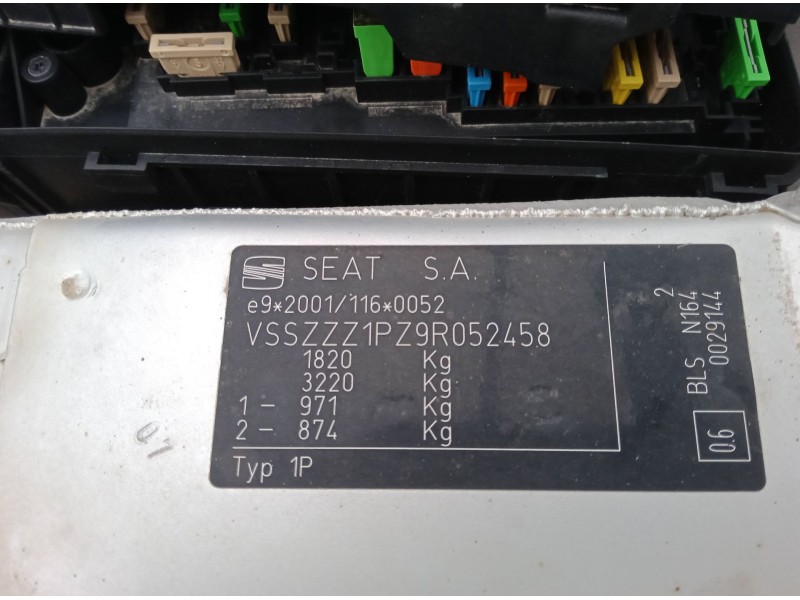 SEAT S.A.
e9*2001/116*0052
VSSZZZ1PZ9R052458
1820 Kg
3220 Kg
1- 971 Kg
2- 874 Kg
Typ 1P
2
BLS N164
0029144
0.6